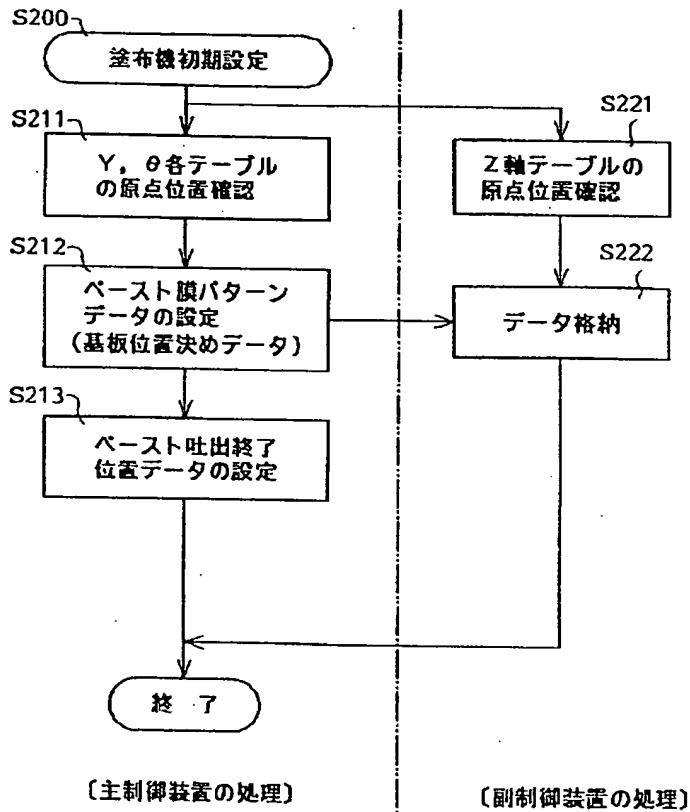 S200
塗布機初期設定
S211
Y,θ各テーブル
の原点位置確認
S221
Z軸テーブルの
原点位置確認
S212
ペースト膜パターン
データの設定
(基板位置決めデータ)
S222
データ格納
S213
ペースト吐出終了
位置データの設定
終 了
〔主制御装置の処理〕
〔副制御装置の処理〕